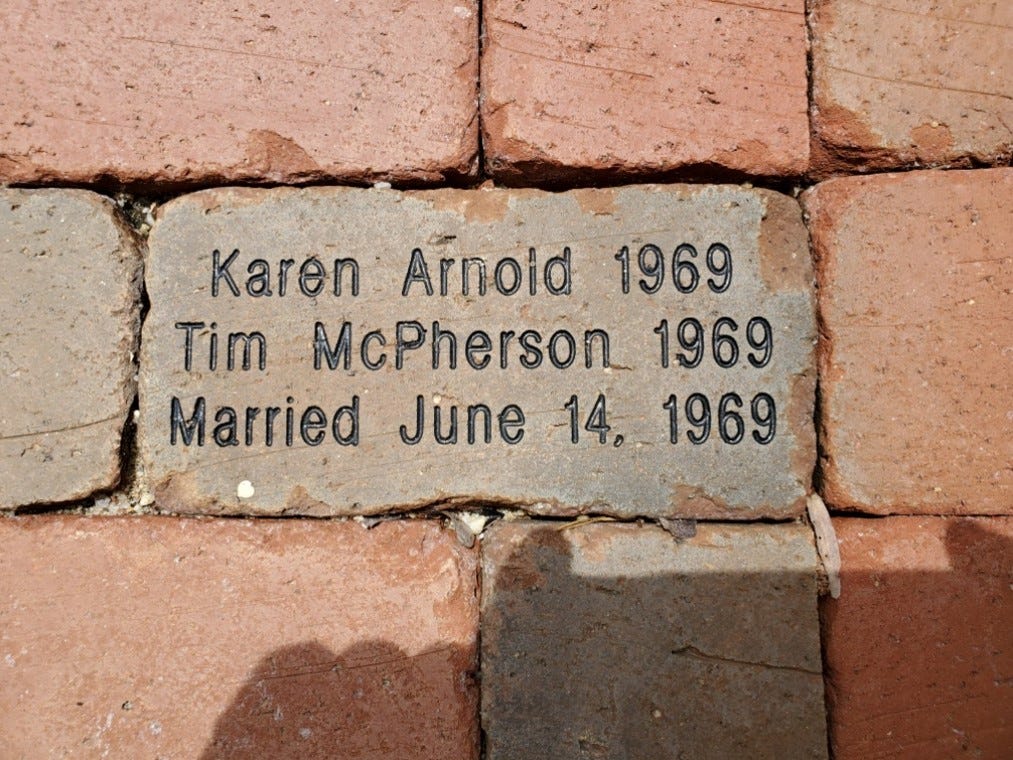 Karen Arnold 1969
Tim McPherson 1969
Married June 14, 1969